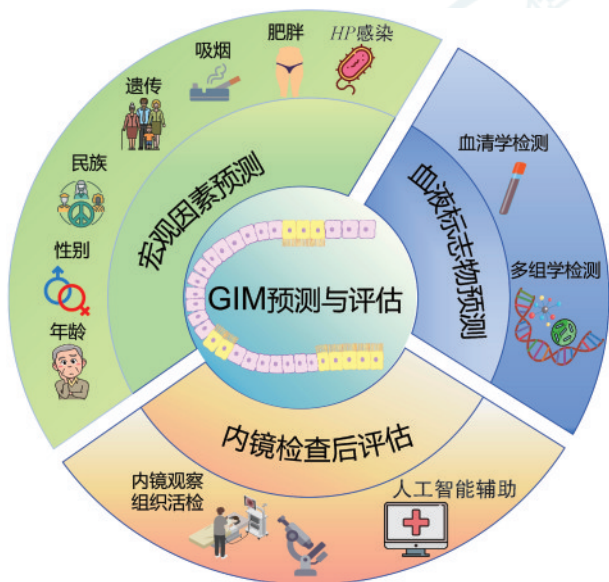 HP感染
肥胖
吸烟
遗传
民族
性别
年龄
宏观因素预测
血清学检测
多组学检测
血液标志物预测
GIM预测与评估
内镜检查后评估
内镜观察
组织活检
人工智能辅助